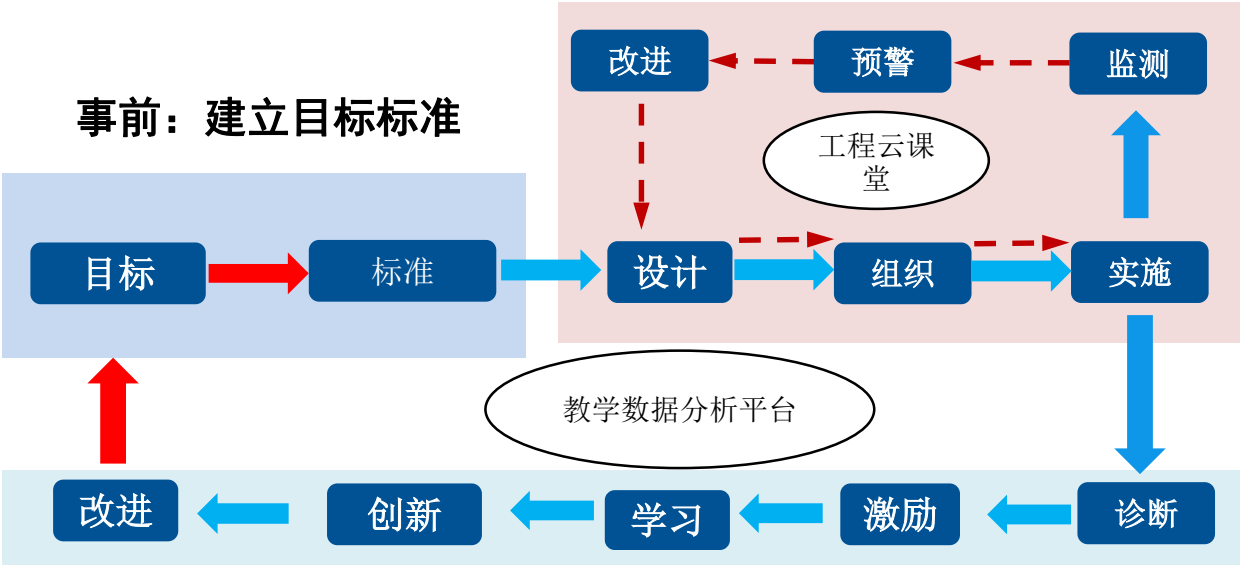 改进
预警
监测
事前：建立目标标准
工程云课
堂
目标
标准
设计
组织
实施
教学数据分析平台
改进
创新
学习
激励
诊断